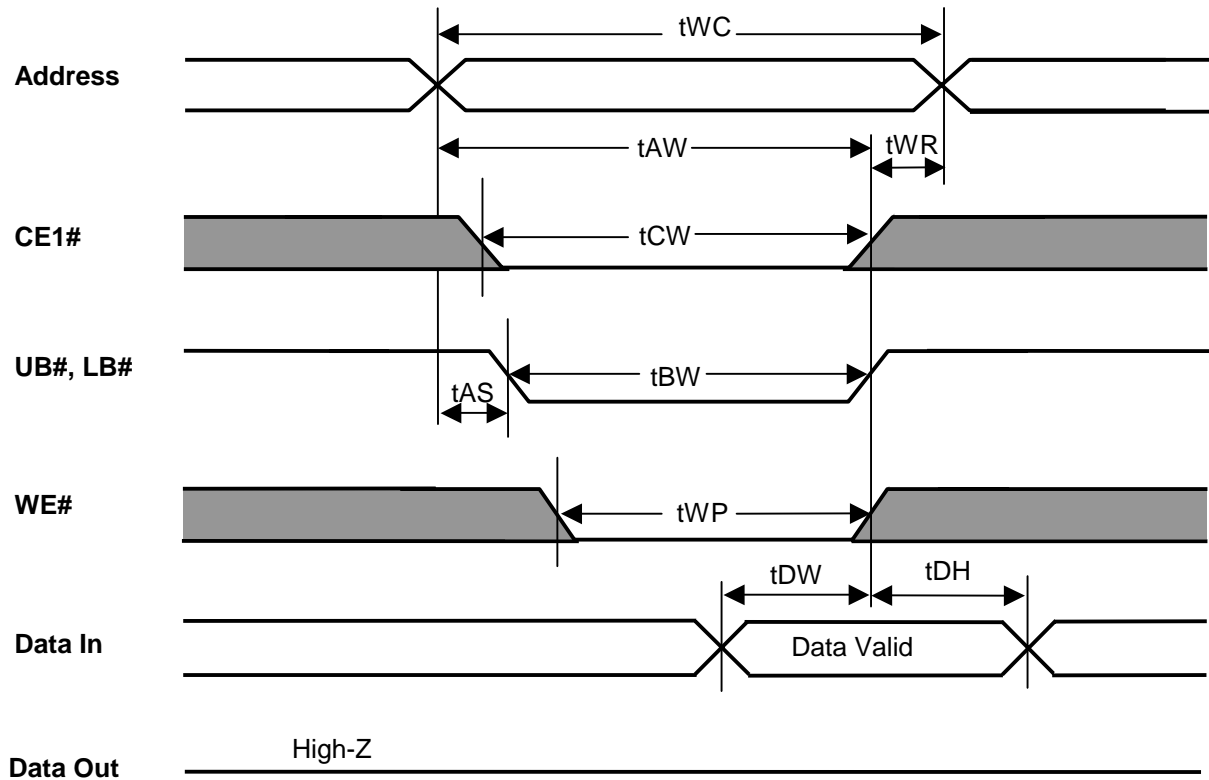 tWC
Address
tAW
tWR
CE1#
tCW
UB#, LB#
tBW
tAS
WE#
tWP
tDW
tDH
Data In
Data Valid
High-Z
Data Out